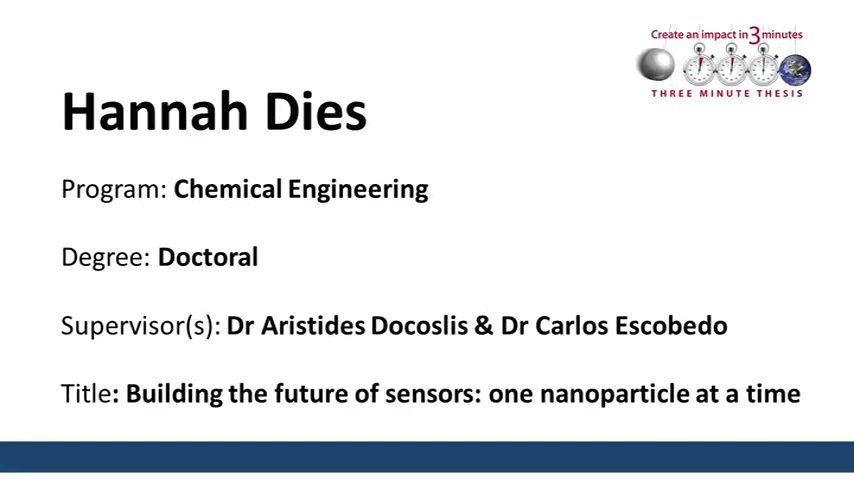 Create an impact in 3 minutes
THREE MINUTE THESIS
Hannah Dies
Program: Chemical Engineering
Degree: Doctoral
Supervisor(s): Dr Aristides Docoslis & Dr Carlos Escobedo
Title: Building the future of sensors: one nanoparticle at a time